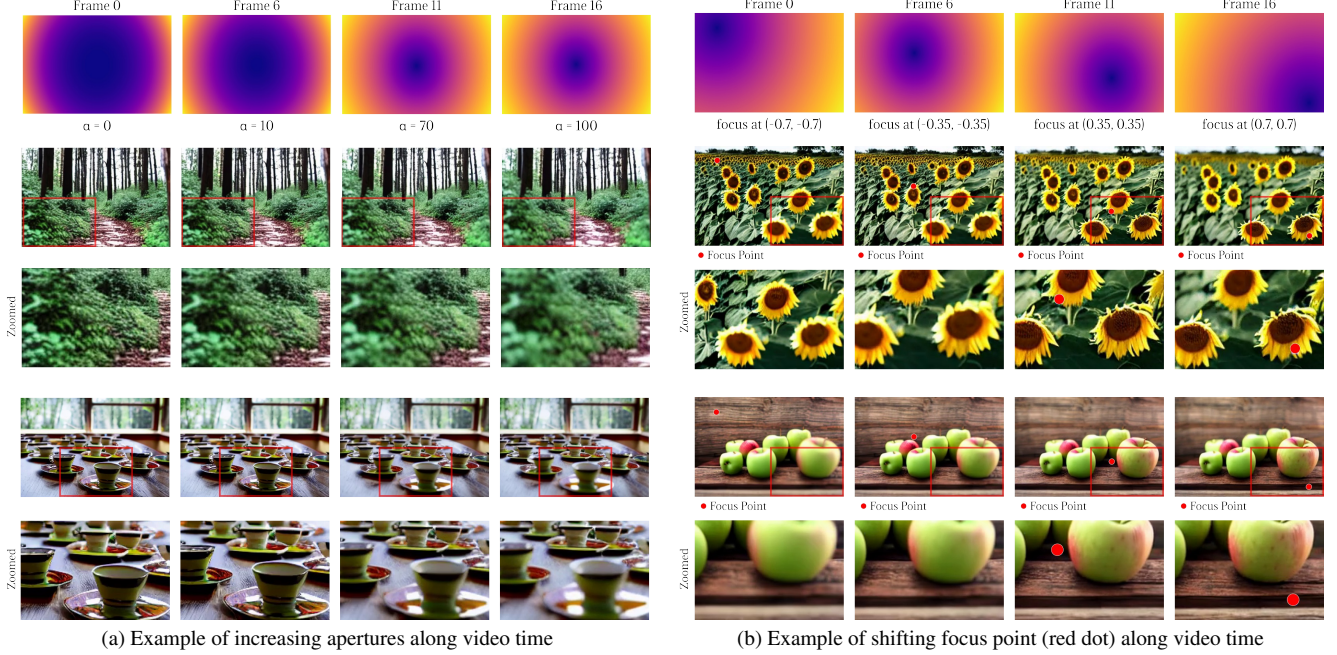 Frame 0 Frame 6 Frame 11 Frame 16
α = 0 α = 10 α = 70 α = 100
Zoomed
Zoomed
(a) Example of increasing apertures along video time
Frame 0 Frame 6 Frame 11 Frame 16
focus at (-0.7, -0.7) focus at (-0.35, -0.35) focus at (0.35, 0.35) focus at (0.7, 0.7)
Focus Point Focus Point Focus Point Focus Point
Zoomed
Focus Point Focus Point Focus Point Focus Point
Zoomed
(b) Example of shifting focus point (red dot) along video time